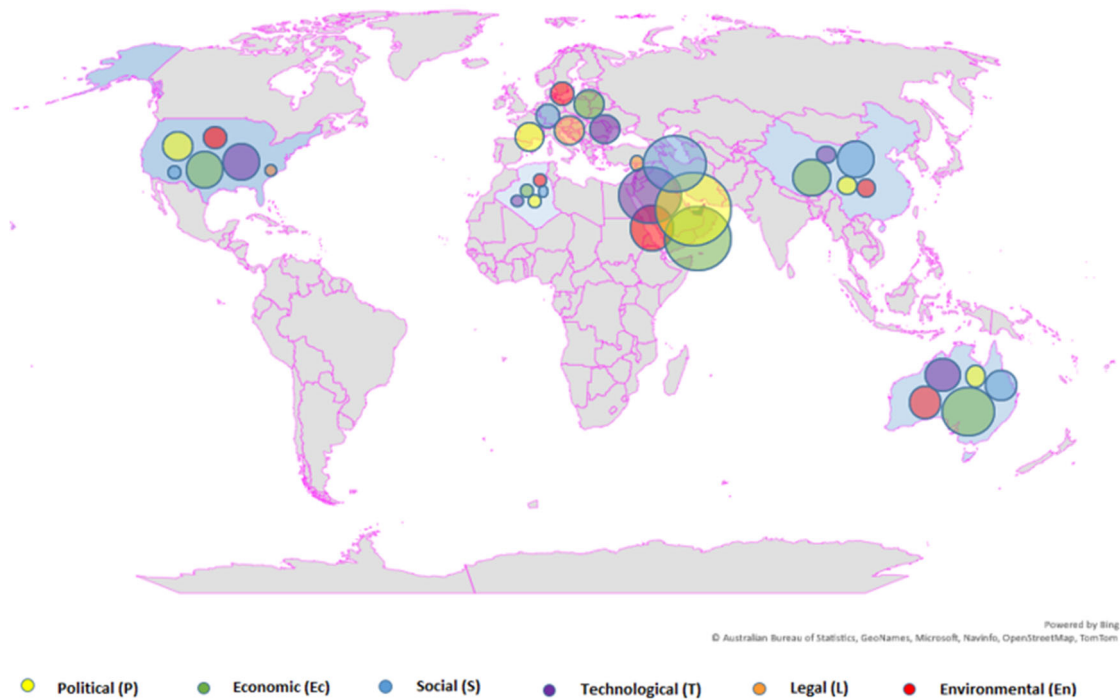 Powered by Bing
© Australian Bureau of Statistics, GeoNames, Microsoft, Navinfo, OpenStreetMap, TomTom
Political (P) Economic (Ec) Social (S) Technological (T) Legal (L) Environmental (En)